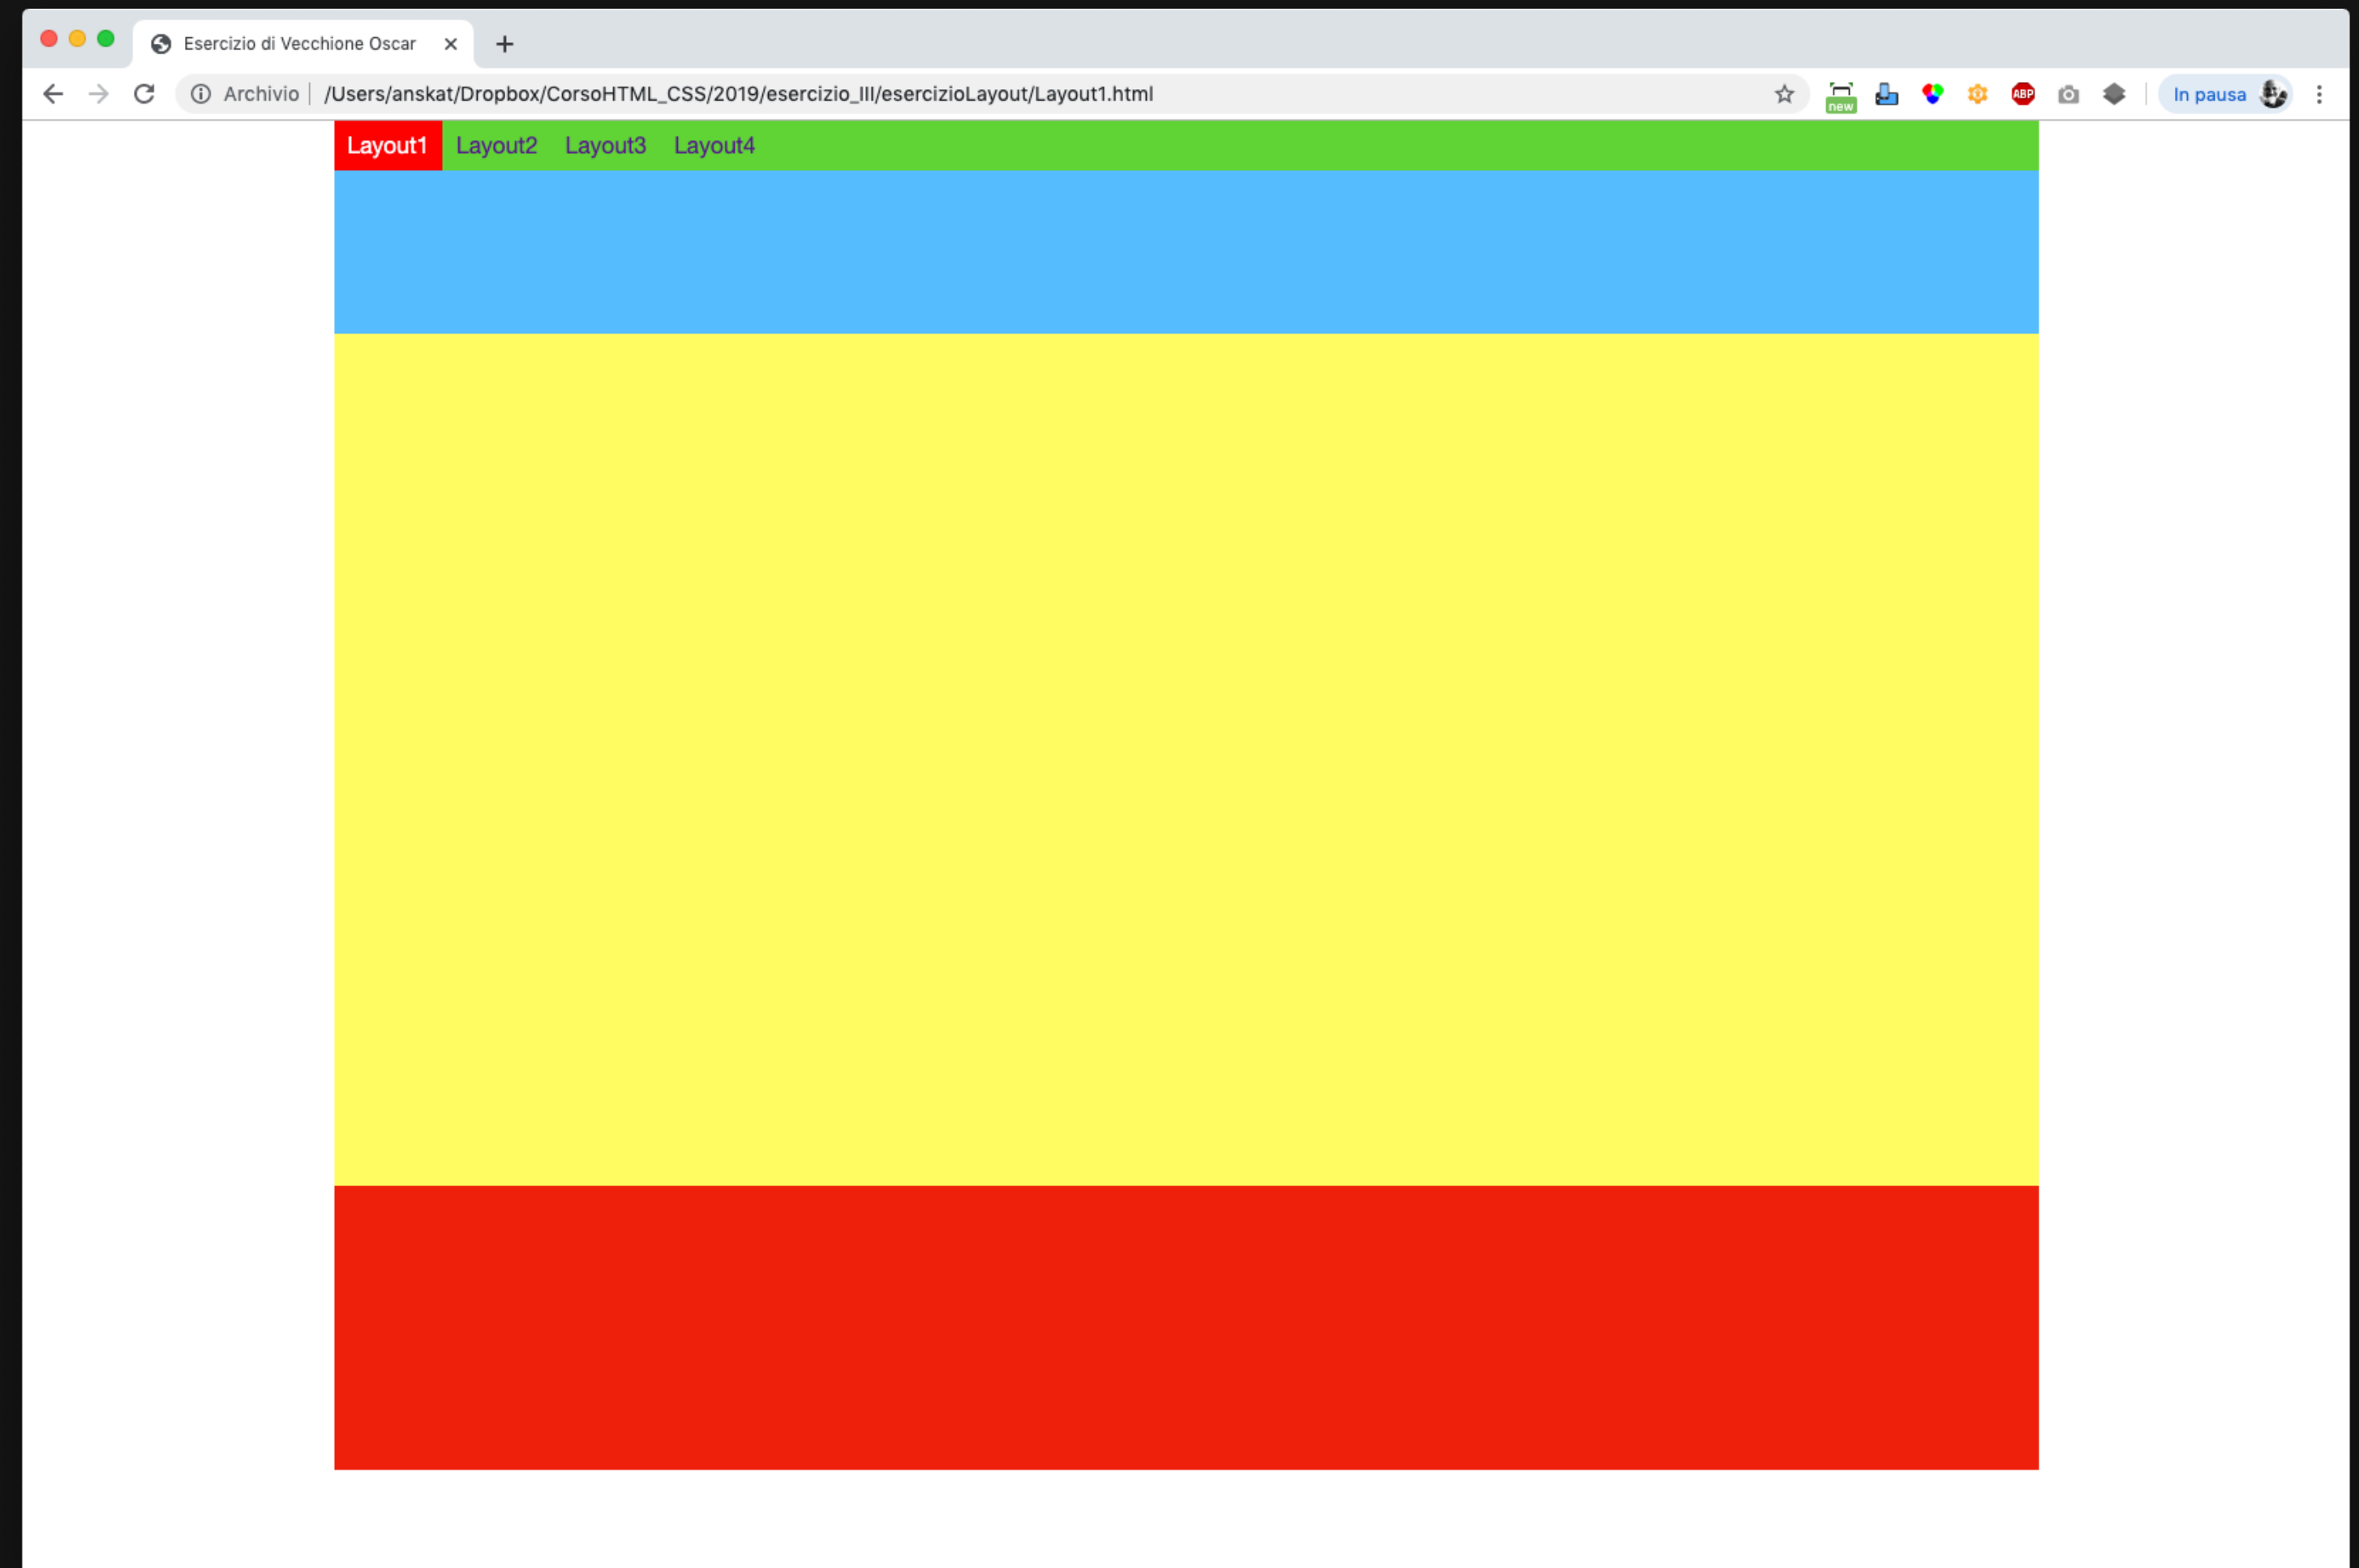 Esercizio di Vecchione Oscar
Archivio /Users/anskat/Dropbox/CorsoHTML_CSS/2019/esercizio_III/esercizioLayout/Layout1.html
new
ABP
In pausa
Layout1 Layout2 Layout3 Layout4